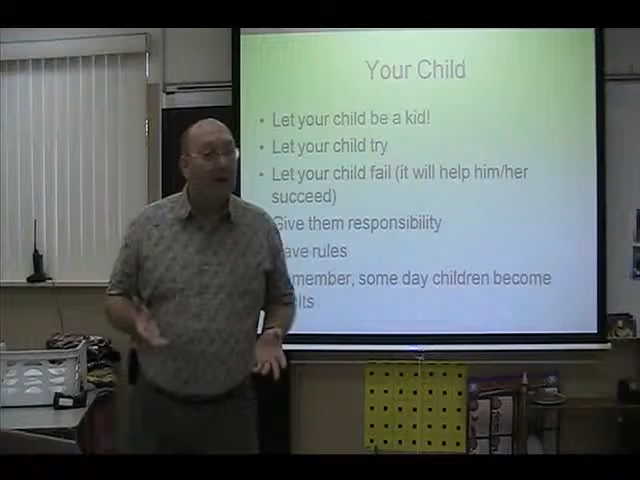 Your Child
• Let your child be a kid!
• Let your child try
• Let your child fail (it will help him/her
succeed)
Give them responsibility
rules
some day children become